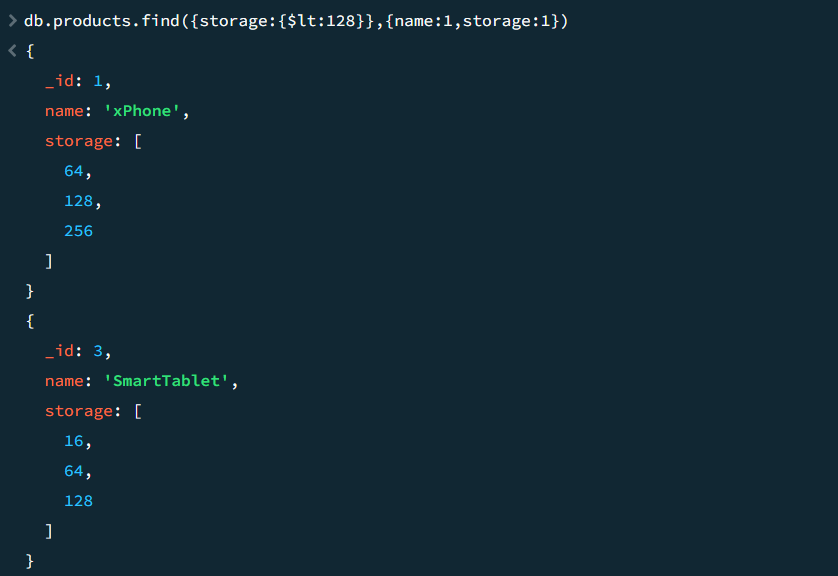 > db.products.find({storage:{$lt:128}},{name:1,storage:1})
< {
_id: 1,
name: 'xPhone',
storage: [
64,
128,
256
]
}
{
_id: 3,
name: 'SmartTablet',
storage: [
16,
64,
128
]
}